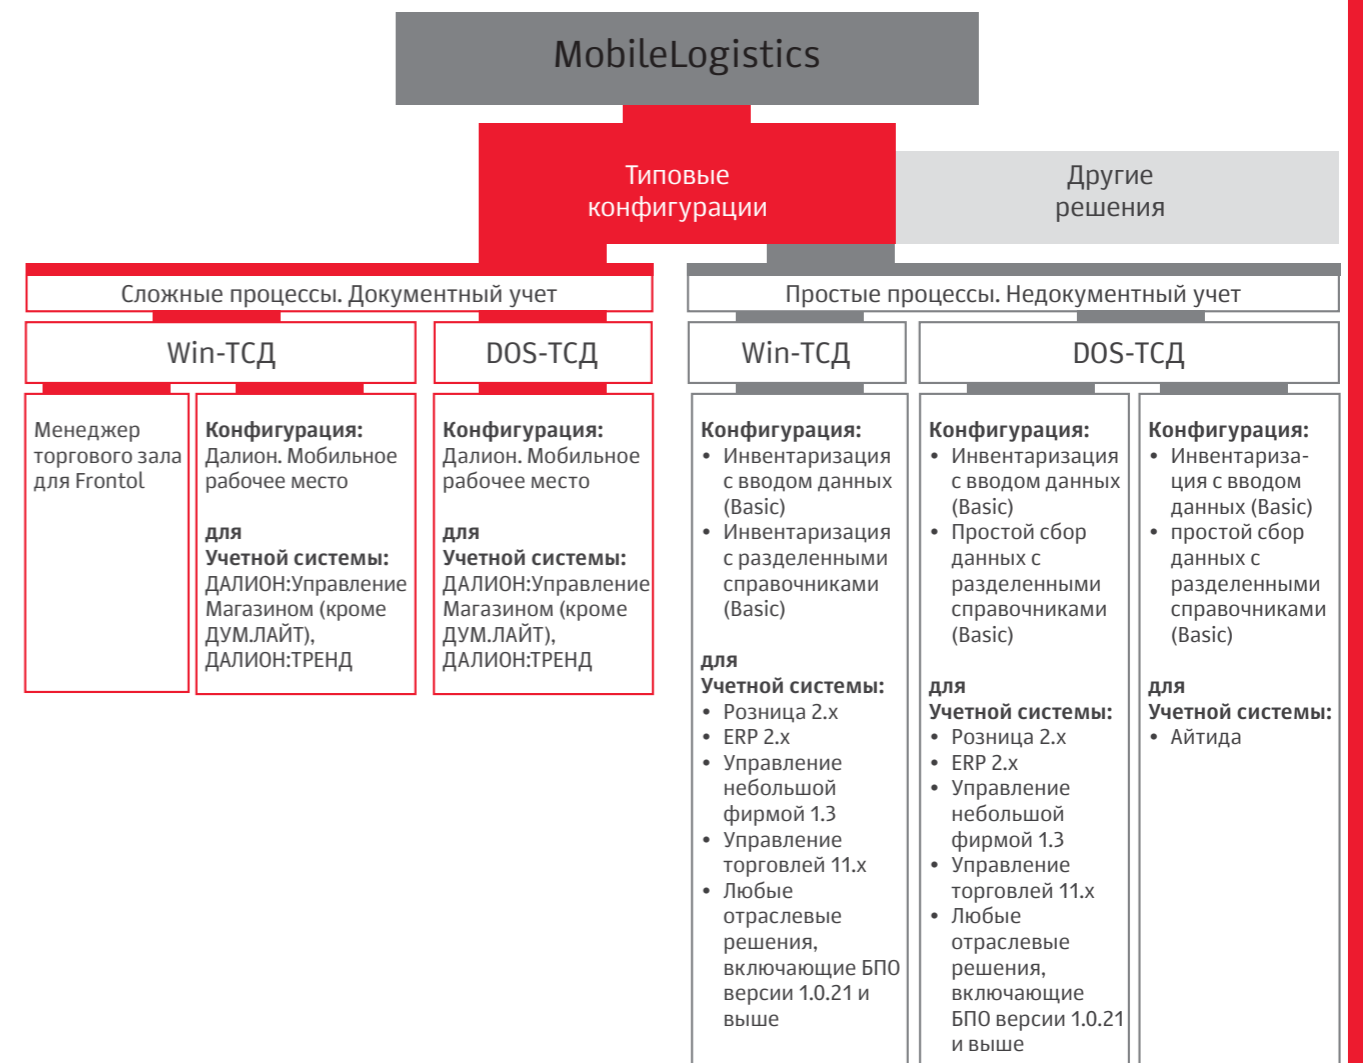 MobileLogistics
Типовые
конфигурации
Другие
решения
Сложные процессы. Документный учет
Простые процессы. Недокументный учет
Win-ТСД
DOS-ТСД
Win-ТСД
DOS-ТСД
Менеджер
торгового зала
для Frontol
Конфигурация:
Далион. Мобильное
рабочее место
для
Учетной системы:
ДАЛИОН:Управление
Магазином (кроме
ДУМ.ЛАЙТ),
ДАЛИОН:ТРЕНД
Конфигурация:
Далион. Мобильное
рабочее место
для
Учетной системы:
ДАЛИОН:Управление
Магазином (кроме
ДУМ.ЛАЙТ),
ДАЛИОН:ТРЕНД
Конфигурация:
• Инвентаризация
с вводом данных
(Basic)
• Инвентаризация
с разделенными
справочниками
(Basic)
для
Учетной системы:
• Розница 2.x
• ERP 2.x
• Управление
небольшой
фирмой 1.3
• Управление
торговлей 11.x
• Любые
отраслевые
решения,
включающие БПО
версии 1.0.21 и
выше
Конфигурация:
• Инвентаризация
с вводом данных
(Basic)
• Простой сбор
данных с
разделенными
справочниками
(Basic)
для
Учетной системы:
• Розница 2.x
• ERP 2.x
• Управление
небольшой
фирмой 1.3
• Управление
торговлей 11.x
• Любые
отраслевые
решения,
включающие
БПО версии 1.0.21
и выше
Конфигурация:
• Инвентариза-
ция с вводом
данных (Basic)
• простой сбор
данных с
разделенными
справочниками
(Basic)
для
Учетной системы:
• Айтида